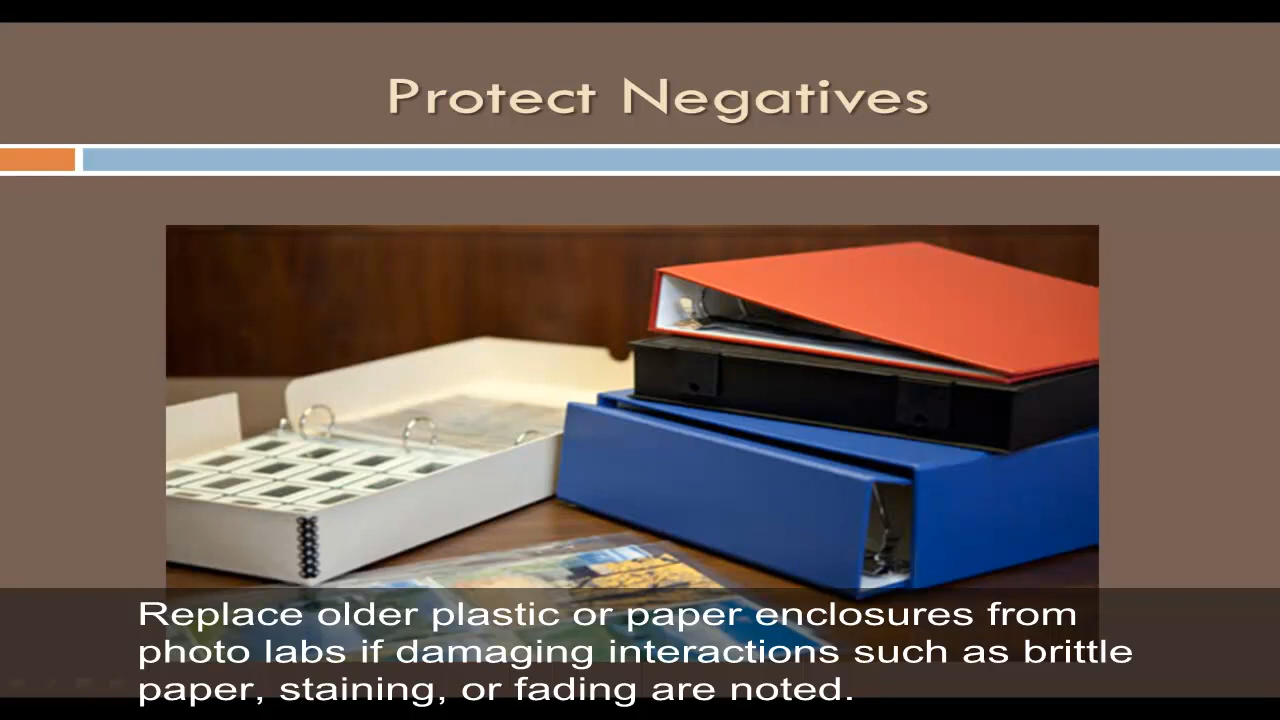 Protect Negatives
Replace older plastic or paper enclosures from
photo labs if damaging interactions such as brittle
paper, staining, or fading are noted.